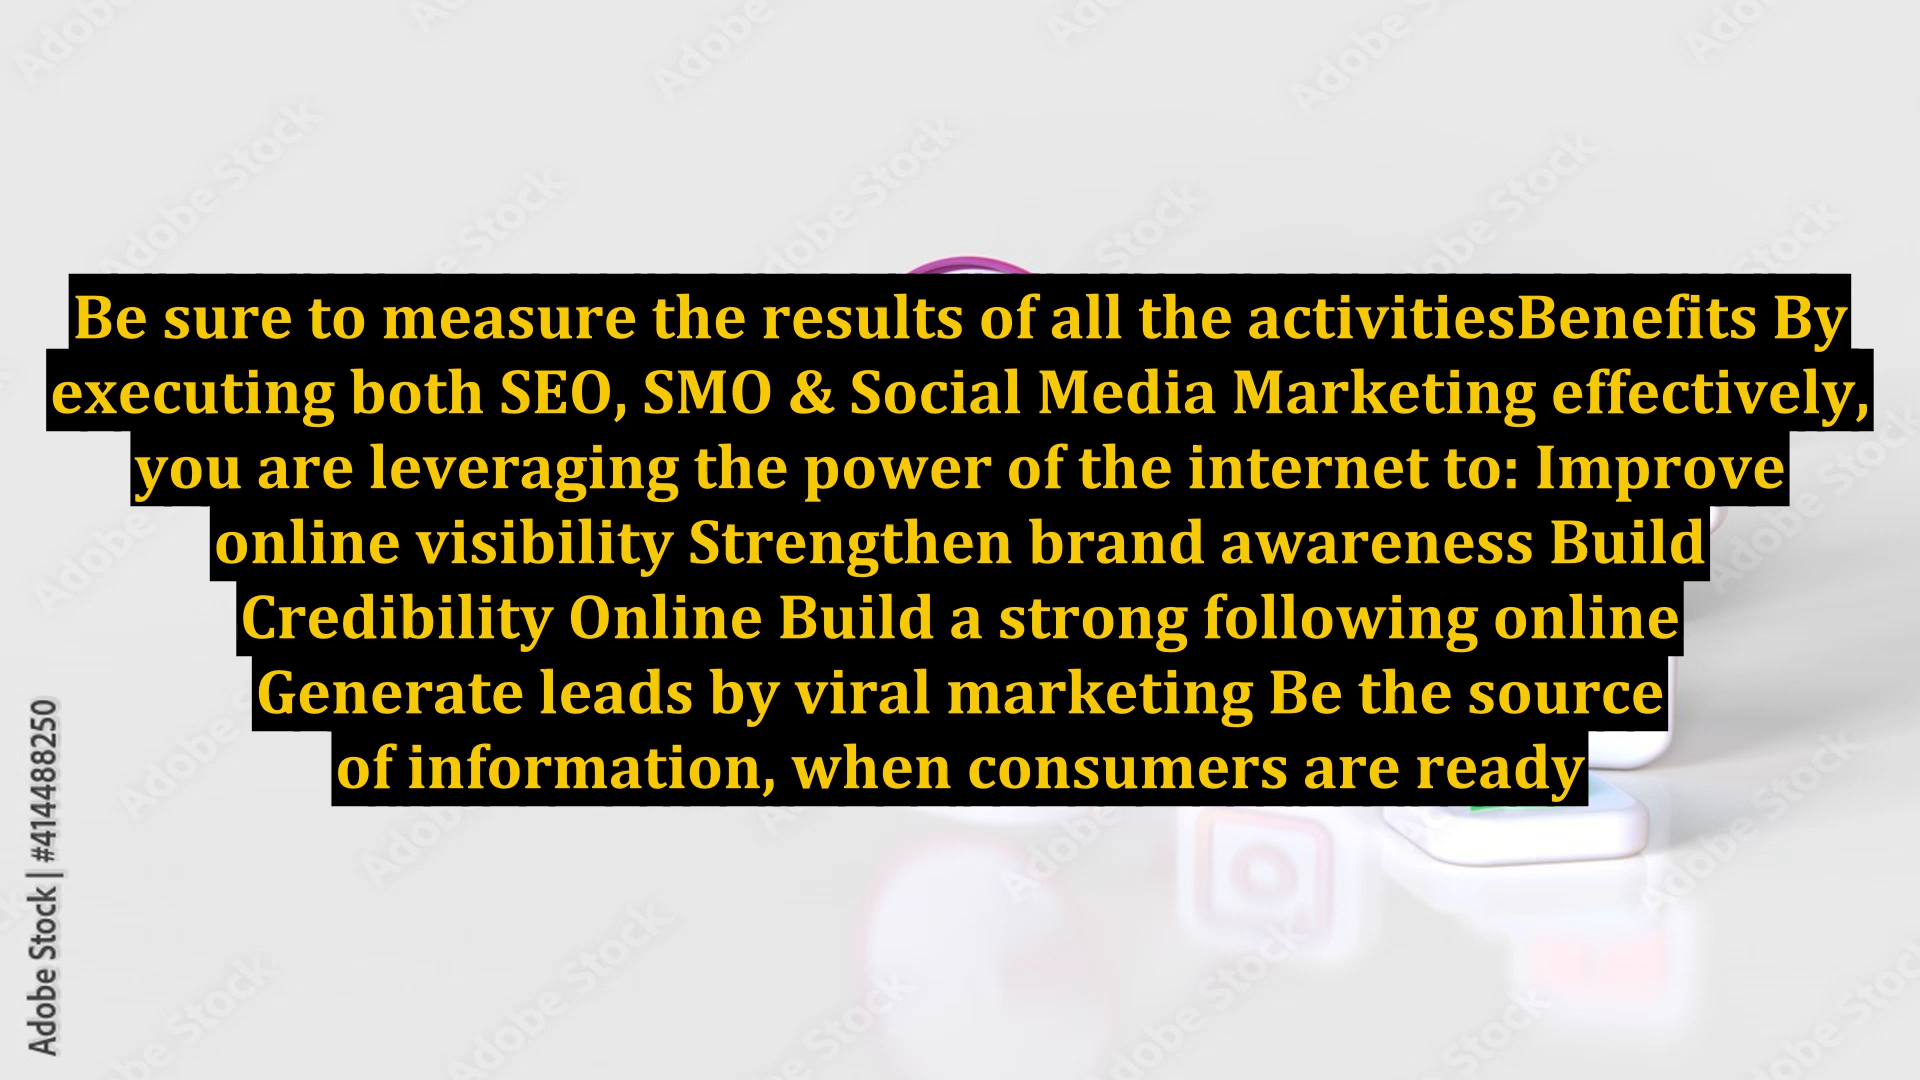 Be sure to measure the results of all the activitiesBenefits By
executing both SEO, SMO & Social Media Marketing effectively,
you are leveraging the power of the internet to: Improve
online visibility Strengthen brand awareness Build
Credibility Online Build a strong following online
Generate leads by viral marketing Be the source
of information, when consumers are ready
Adobe Stock | #414488250